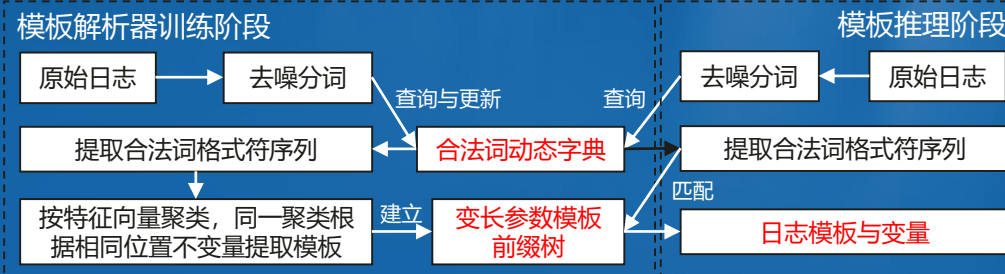 模板解析器训练阶段
模板推理阶段
原始日志
去噪分词
去噪分词
原始日志
查询与更新
查询
提取合法词格式符序列
合法词动态字典
提取合法词格式符序列
匹配
按特征向量聚类，同一聚类根
据相同位置不变量提取模板
建立
变长参数模板
前缀树
日志模板与变量